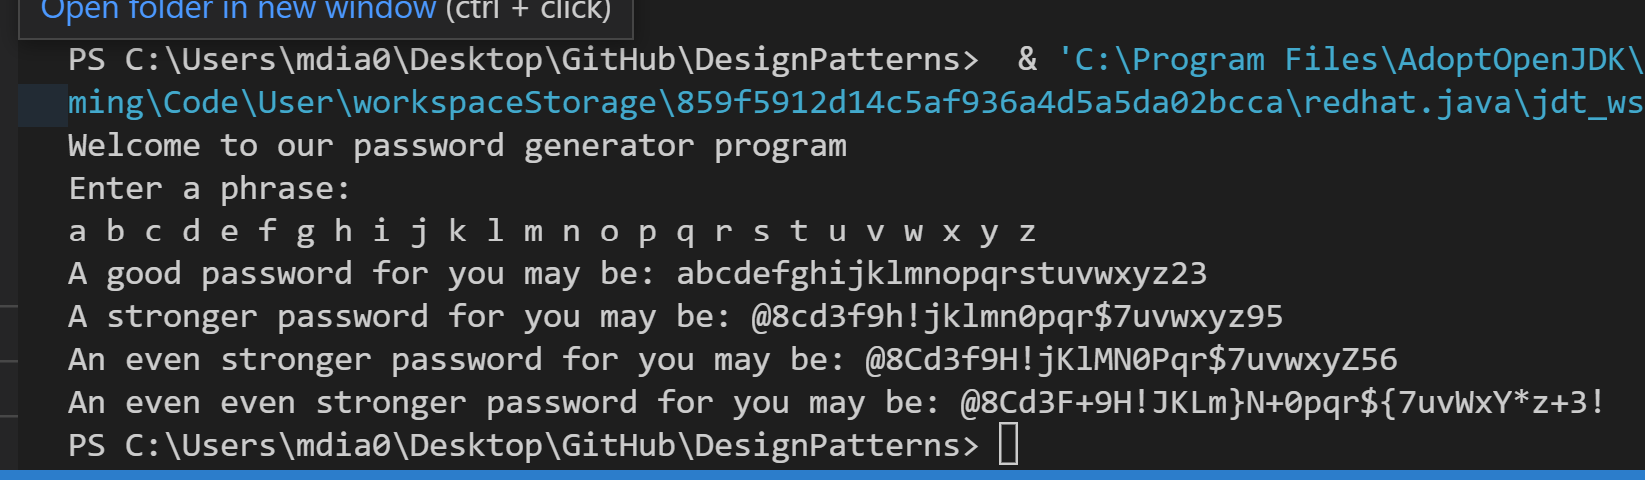 Open folder in new window (ctrl + click)
PS C:\Users\mdia0\Desktop\GitHub\DesignPatterns>  & 'C:\Program Files\AdoptOpenJDK\
ming\Code\User\workspaceStorage\859f5912d14c5af936a4d5a5da02bcca\redhat.java\jdt_ws
Welcome to our password generator program
Enter a phrase:
a b c d e f g h i j k l m n o p q r s t u v w x y z
A good password for you may be: abcdefghijklmnopqrstuvwxyz23
A stronger password for you may be: @8cd3f9h!jklmn0pqr$7uvwxyz95
An even stronger password for you may be: @8Cd3f9H!jKlMN0Pqr$7uvwxyZ56
An even even stronger password for you may be: @8Cd3F+9H!JKLm}N+0pqr${7uvWxY*z+3!
PS C:\Users\mdia0\Desktop\GitHub\DesignPatterns>